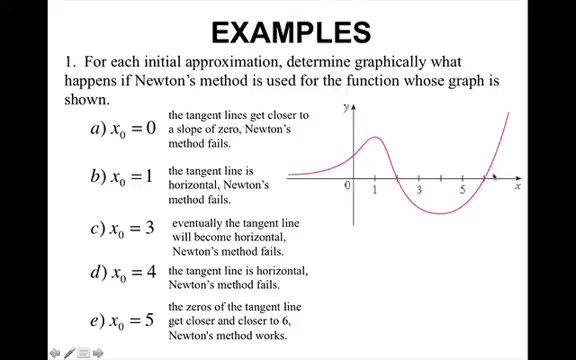 EXAMPLES
1. For each initial approximation, determine graphically what
happens if Newton's method is used for the function whose graph is
shown.
a) x₀ = 0
the tangent lines get closer to
a slope of zero, Newton's
method fails.
b) x₀ = 1
the tangent line is
horizontal, Newton's
method fails.
c) x₀ = 3
eventually the tangent line
will become horizontal,
Newton's method fails.
d) x₀ = 4
the tangent line is horizontal,
Newton's method fails.
e) x₀ = 5
the zeros of the tangent line
get closer and closer to 6,
Newton's method works.
y
0 1 3 5 x